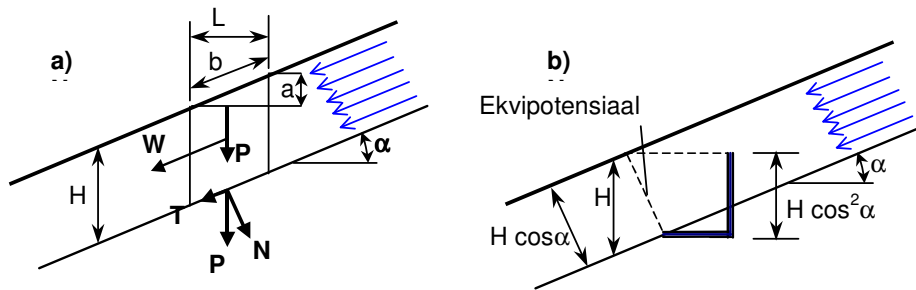 a)
L
b
a
W
P
α
H
T
P
N
b)
Ekvipotensiaal
α
H
H cosα
H cos²α